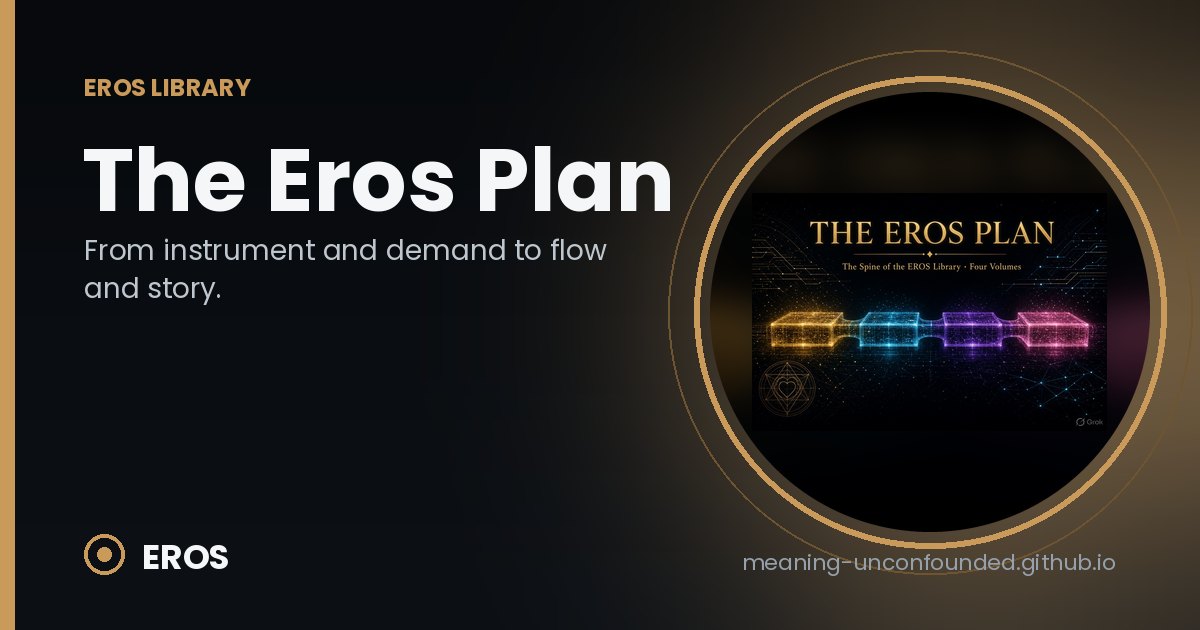 EROS LIBRARY
The Eros Plan
From instrument and demand to flow
and story.
THE EROS PLAN
The Spine of the EROS Library · Four Volumes
Grok
EROS
meaning-unconfounded.github.io